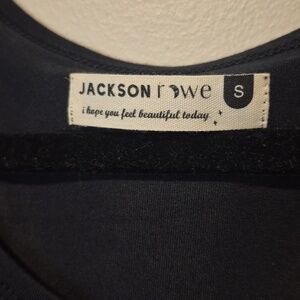 JACKSON rowe S
i hope you feel beautiful today